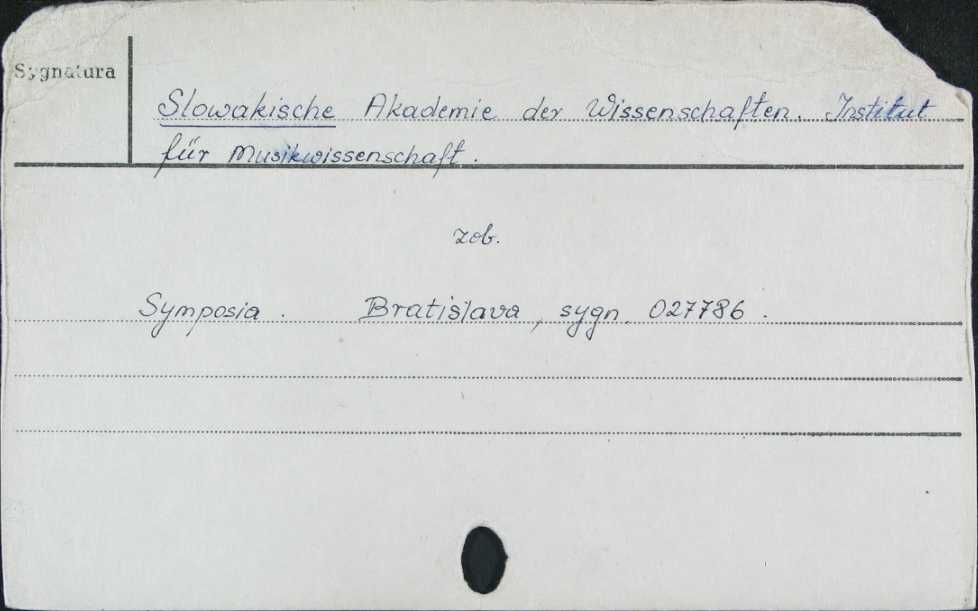 Sygnatura
Slowakische Akademie der Wissenschaften. Institut
für Musikwissenschaft.
zob.
Symposia. Bratislava, sygn. 027786.